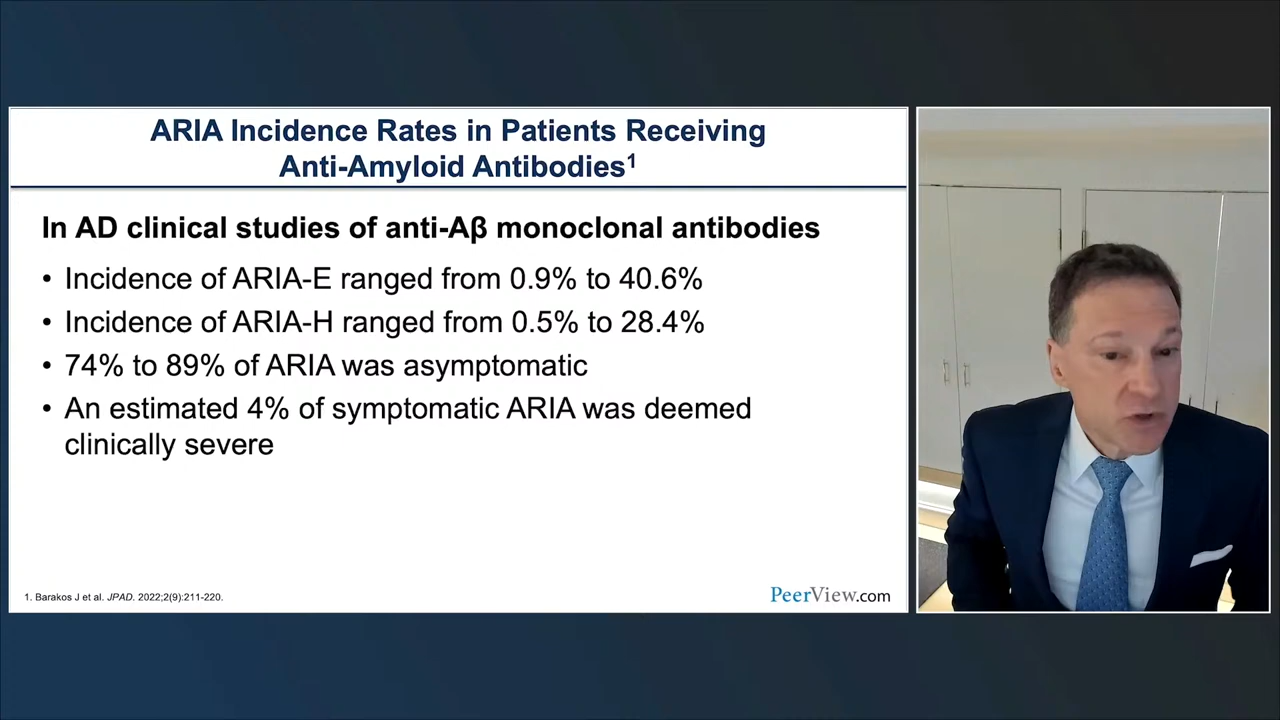 ARIA Incidence Rates in Patients Receiving
Anti-Amyloid Antibodies¹
In AD clinical studies of anti-Aβ monoclonal antibodies
• Incidence of ARIA-E ranged from 0.9% to 40.6%
• Incidence of ARIA-H ranged from 0.5% to 28.4%
• 74% to 89% of ARIA was asymptomatic
• An estimated 4% of symptomatic ARIA was deemed
clinically severe
1. Barakos J et al. JPAD. 2022;2(9):211-220.
PeerView.com